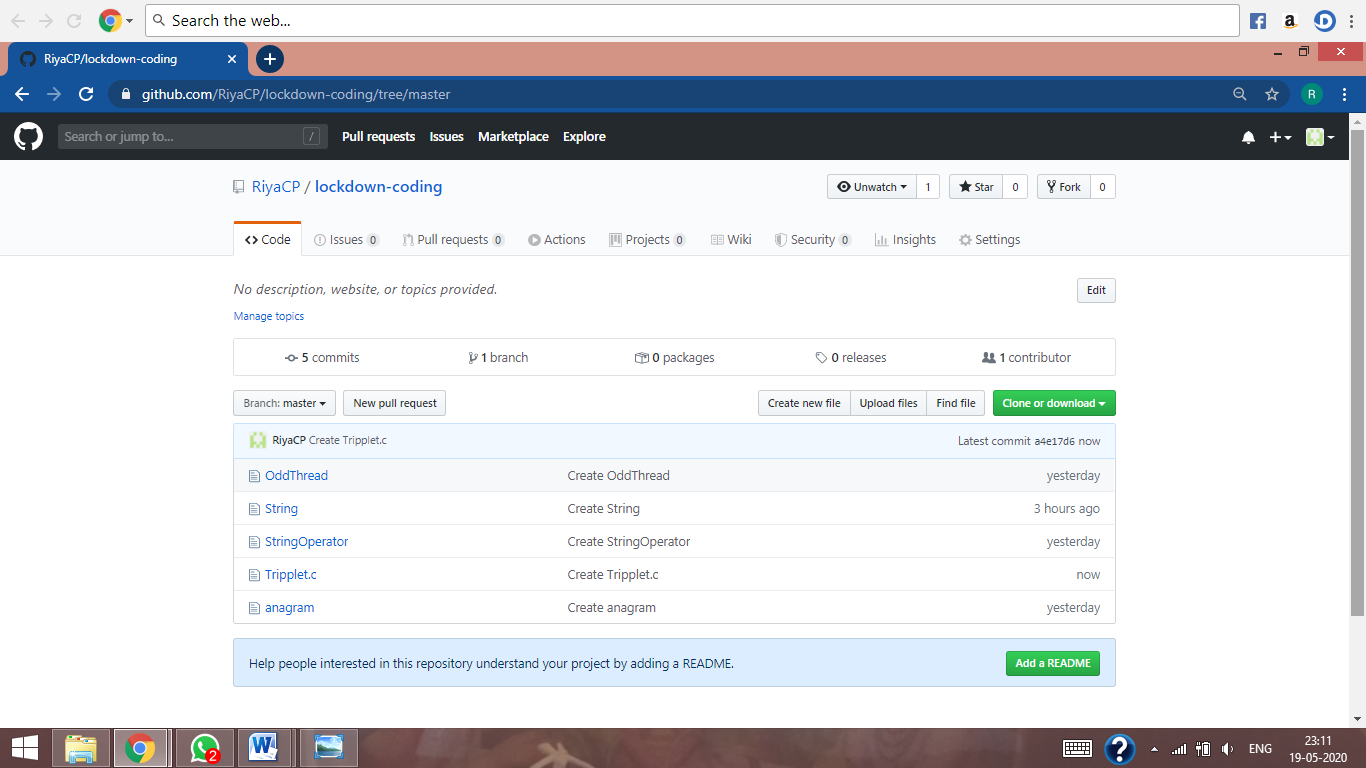 Search the web...
RiyaCP/lockdown-coding
github.com/RiyaCP/lockdown-coding/tree/master
R
Search or jump to... /
Pull requests Issues Marketplace Explore
RiyaCP / lockdown-coding
Unwatch 1 Star 0 Fork 0
Code Issues 0 Pull requests 0 Actions Projects 0 Wiki Security 0 Insights Settings
No description, website, or topics provided.
Edit
Manage topics
5 commits 1 branch 0 packages 0 releases 1 contributor
Branch: master New pull request Create new file Upload files Find file Clone or download
RiyaCP Create Tripplet.c Latest commit a4e17d6 now
OddThread Create OddThread yesterday
String Create String 3 hours ago
StringOperator Create StringOperator yesterday
Tripplet.c Create Tripplet.c now
anagram Create anagram yesterday
Help people interested in this repository understand your project by adding a README. Add a README
2
W
ENG
23:11
19-05-2020